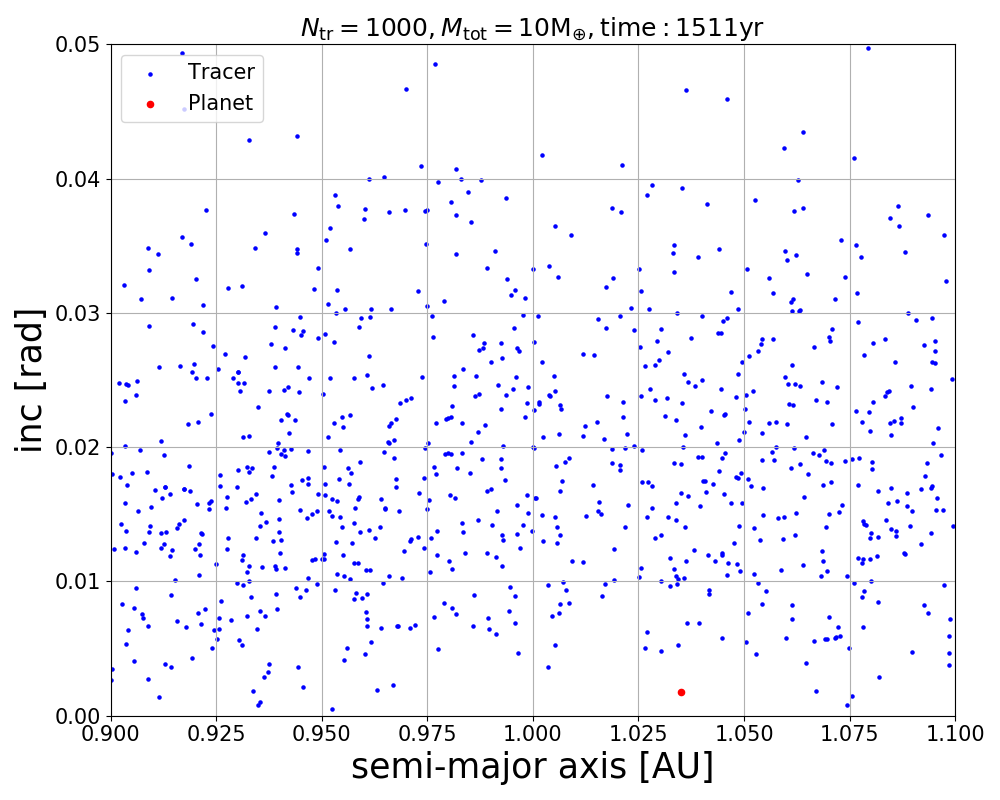 N_tr = 1000, M_tot = 10M_⊕, time : 1511yr
0.05
Tracer
Planet
0.04
0.03
0.02
0.01
0.00
inc [rad]
0.900 0.925 0.950 0.975 1.000 1.025 1.050 1.075 1.100
semi-major axis [AU]